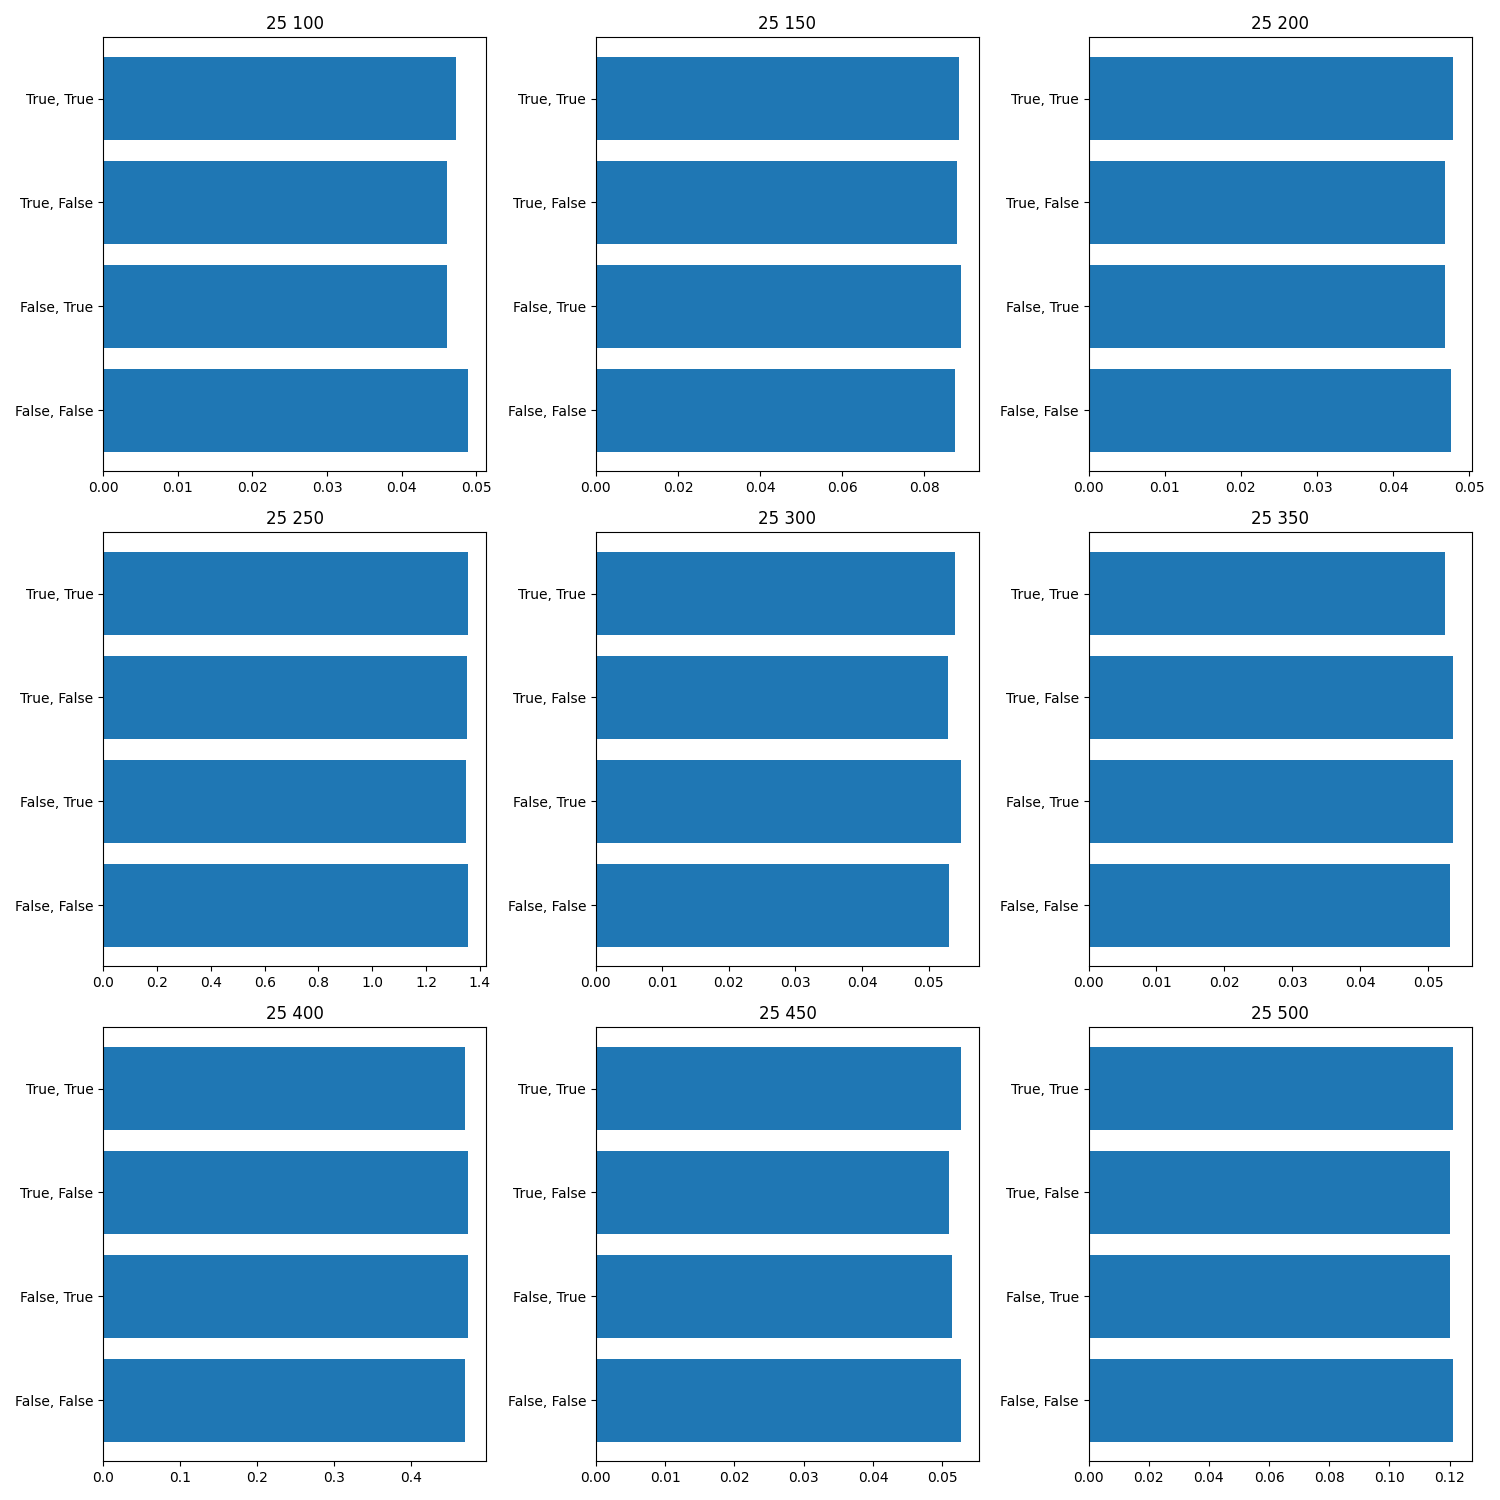 25 100
True, True
True, False
False, True
False, False
0.00 0.01 0.02 0.03 0.04 0.05
25 150
True, True
True, False
False, True
False, False
0.00 0.02 0.04 0.06 0.08
25 200
True, True
True, False
False, True
False, False
0.00 0.01 0.02 0.03 0.04 0.05
25 250
True, True
True, False
False, True
False, False
0.0 0.2 0.4 0.6 0.8 1.0 1.2 1.4
25 300
True, True
True, False
False, True
False, False
0.00 0.01 0.02 0.03 0.04 0.05
25 350
True, True
True, False
False, True
False, False
0.00 0.01 0.02 0.03 0.04 0.05
25 400
True, True
True, False
False, True
False, False
0.0 0.1 0.2 0.3 0.4
25 450
True, True
True, False
False, True
False, False
0.00 0.01 0.02 0.03 0.04 0.05
25 500
True, True
True, False
False, True
False, False
0.00 0.02 0.04 0.06 0.08 0.10 0.12